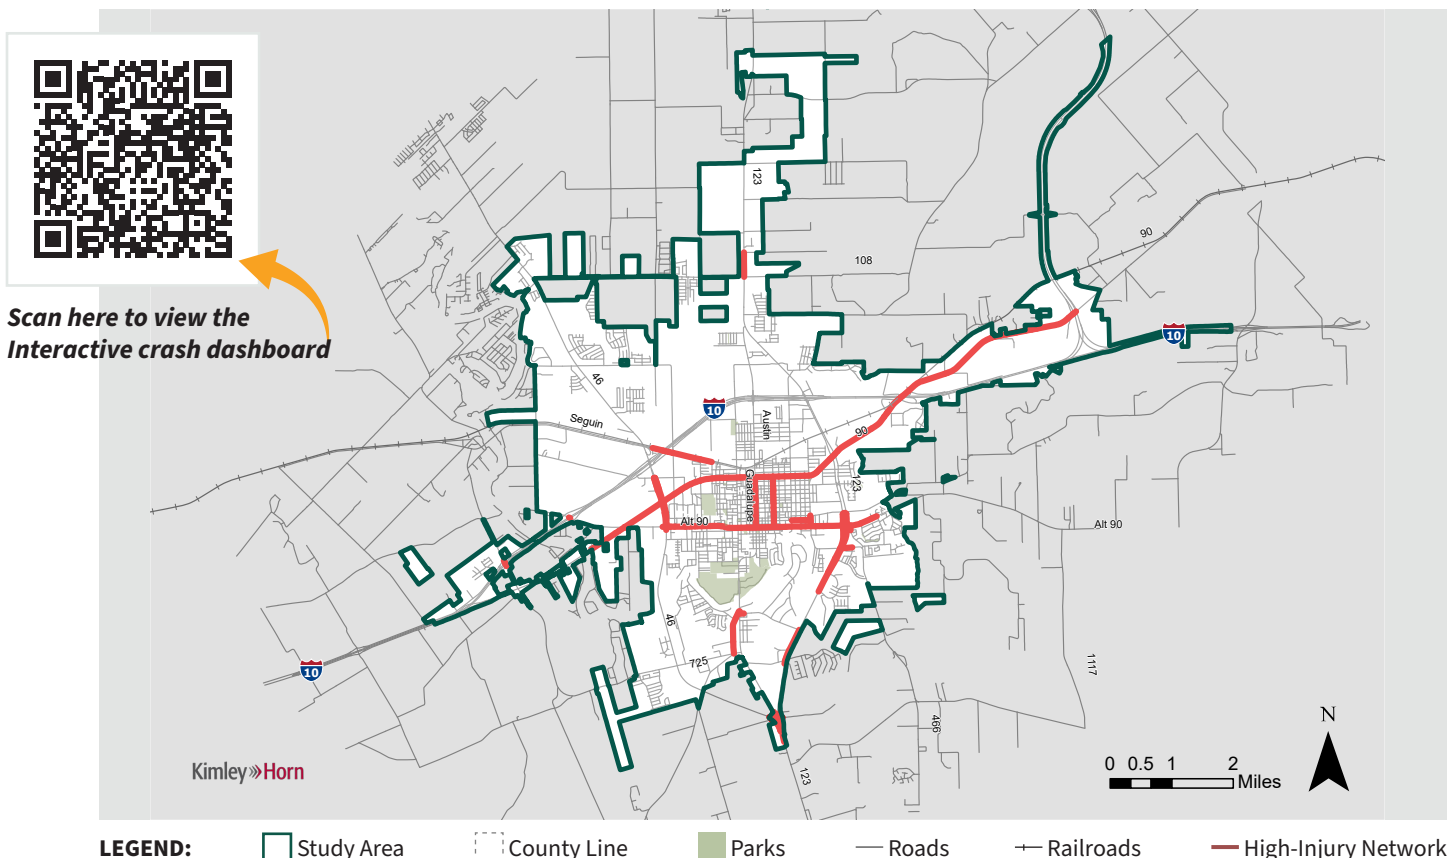 Scan here to view the
Interactive crash dashboard
123
108
90
10
46
10
Austin
Seguin
90
Guadalupe
123
Alt 90
Alt 90
46
725
10
1117
466
123
Kimley»Horn
N
0 0.5 1 2
Miles
LEGEND: Study Area County Line Parks Roads Railroads High-Injury Network